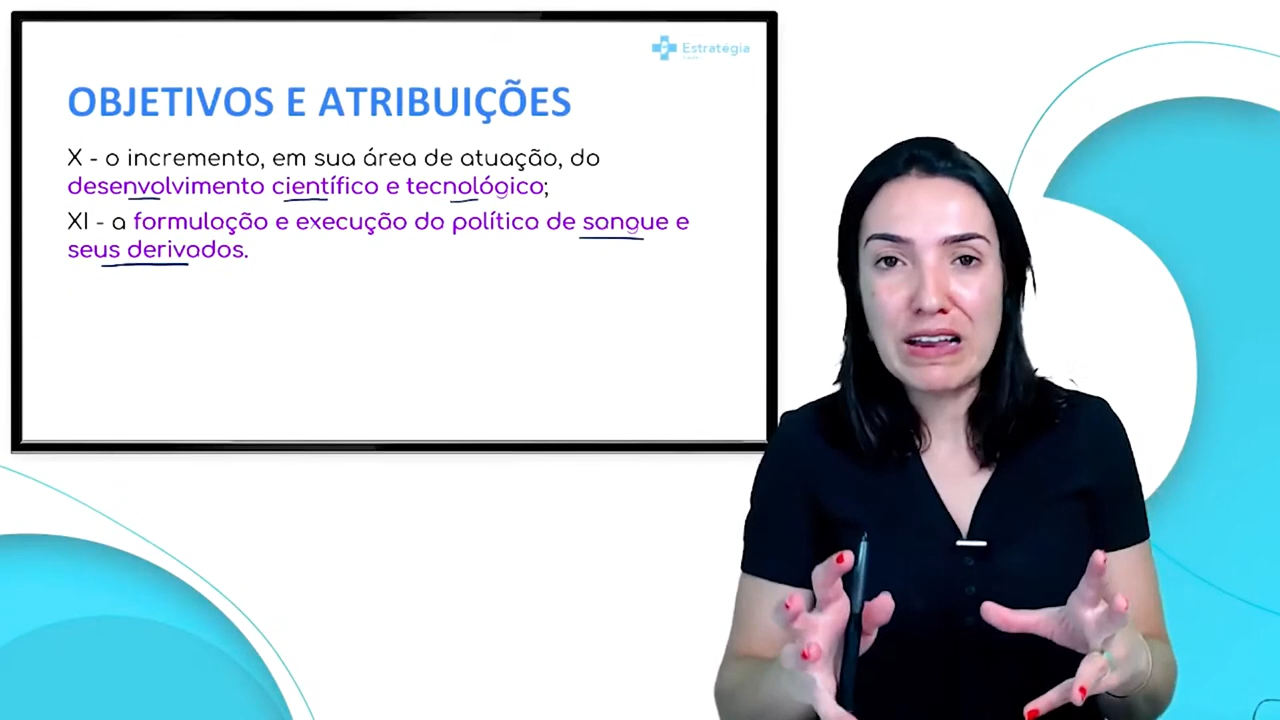 Estratégia
OBJETIVOS E ATRIBUIÇÕES
X - o incremento, em sua área de atuação, do
desenvolvimento científico e tecnológico;
XI - a formulação e execução da política de sangue e
seus derivados.